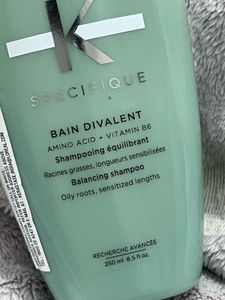 K
SPECIFIQUE
BAIN DIVALENT
AMINO ACID + VITAMIN B6
Shampooing équilibrant
Racines grasses, longueurs sensibilisées
Balancing shampoo
Oily roots, sensitized lengths
RECHERCHE AVANCÉE
250 ml 8.5 fl.oz.